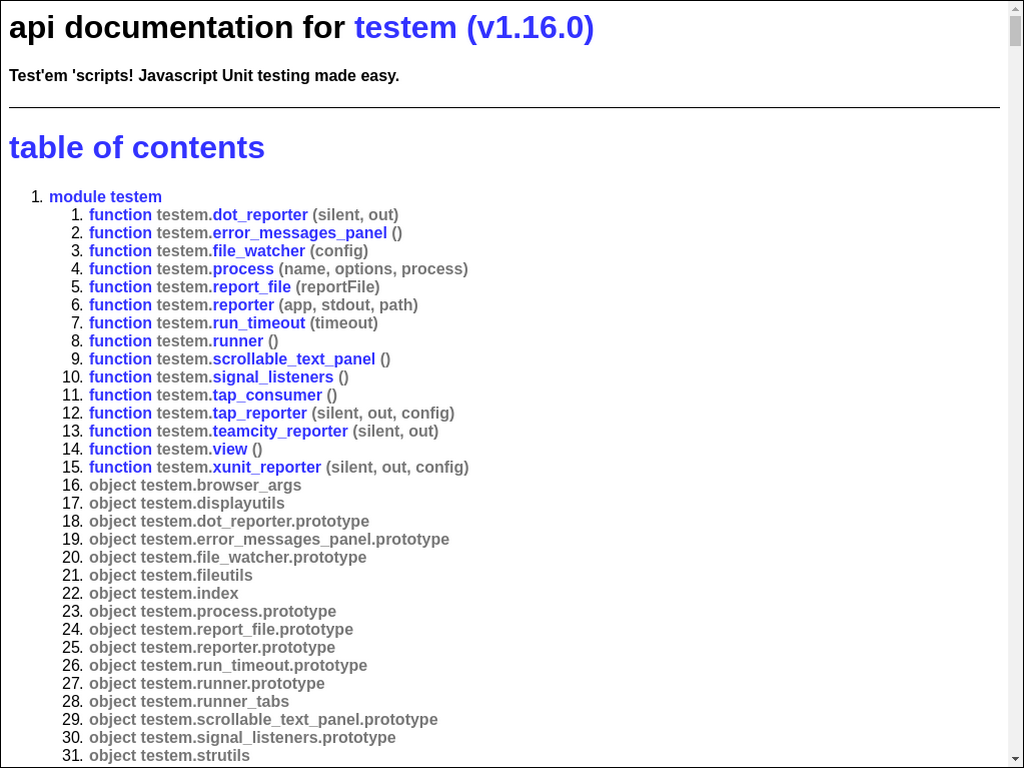 api documentation for testem (v1.16.0)
Test'em 'scripts! Javascript Unit testing made easy.
table of contents
1. module testem
1. function testem.dot_reporter (silent, out)
2. function testem.error_messages_panel ()
3. function testem.file_watcher (config)
4. function testem.process (name, options, process)
5. function testem.report_file (reportFile)
6. function testem.reporter (app, stdout, path)
7. function testem.run_timeout (timeout)
8. function testem.runner ()
9. function testem.scrollable_text_panel ()
10. function testem.signal_listeners ()
11. function testem.tap_consumer ()
12. function testem.tap_reporter (silent, out, config)
13. function testem.teamcity_reporter (silent, out)
14. function testem.view ()
15. function testem.xunit_reporter (silent, out, config)
16. object testem.browser_args
17. object testem.displayutils
18. object testem.dot_reporter.prototype
19. object testem.error_messages_panel.prototype
20. object testem.file_watcher.prototype
21. object testem.fileutils
22. object testem.index
23. object testem.process.prototype
24. object testem.report_file.prototype
25. object testem.reporter.prototype
26. object testem.run_timeout.prototype
27. object testem.runner.prototype
28. object testem.runner_tabs
29. object testem.scrollable_text_panel.prototype
30. object testem.signal_listeners.prototype
31. object testem.strutils